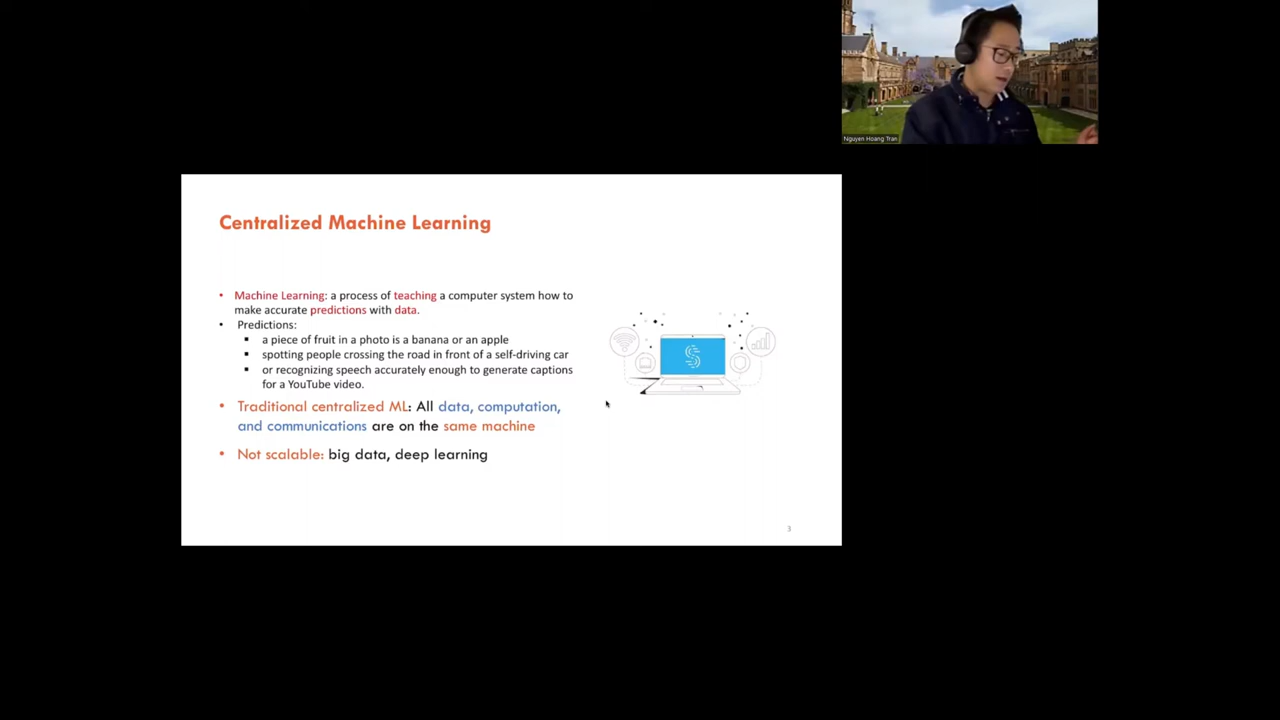 Nguyen Hoang Tran
Centralized Machine Learning
• Machine Learning: a process of teaching a computer system how to
make accurate predictions with data.
• Predictions:
▪ a piece of fruit in a photo is a banana or an apple
▪ spotting people crossing the road in front of a self-driving car
▪ or recognizing speech accurately enough to generate captions
for a YouTube video.
• Traditional centralized ML: All data, computation,
and communications are on the same machine
• Not scalable: big data, deep learning
3